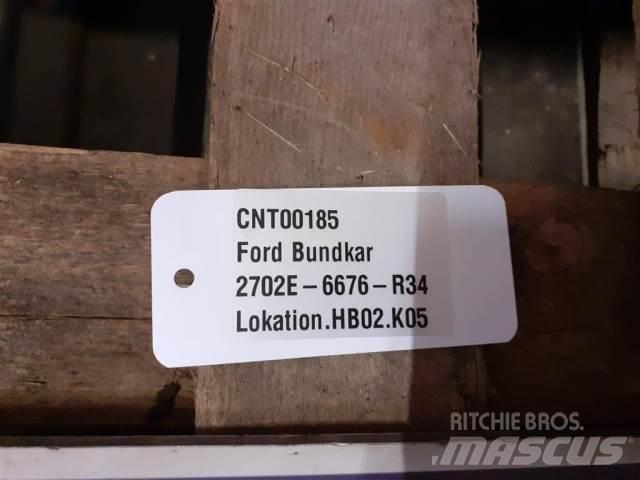 CNT00185
Ford Bundkar
2702E-6676-R34
Lokation.HB02.K05
RITCHIE BROS.
MASCUS